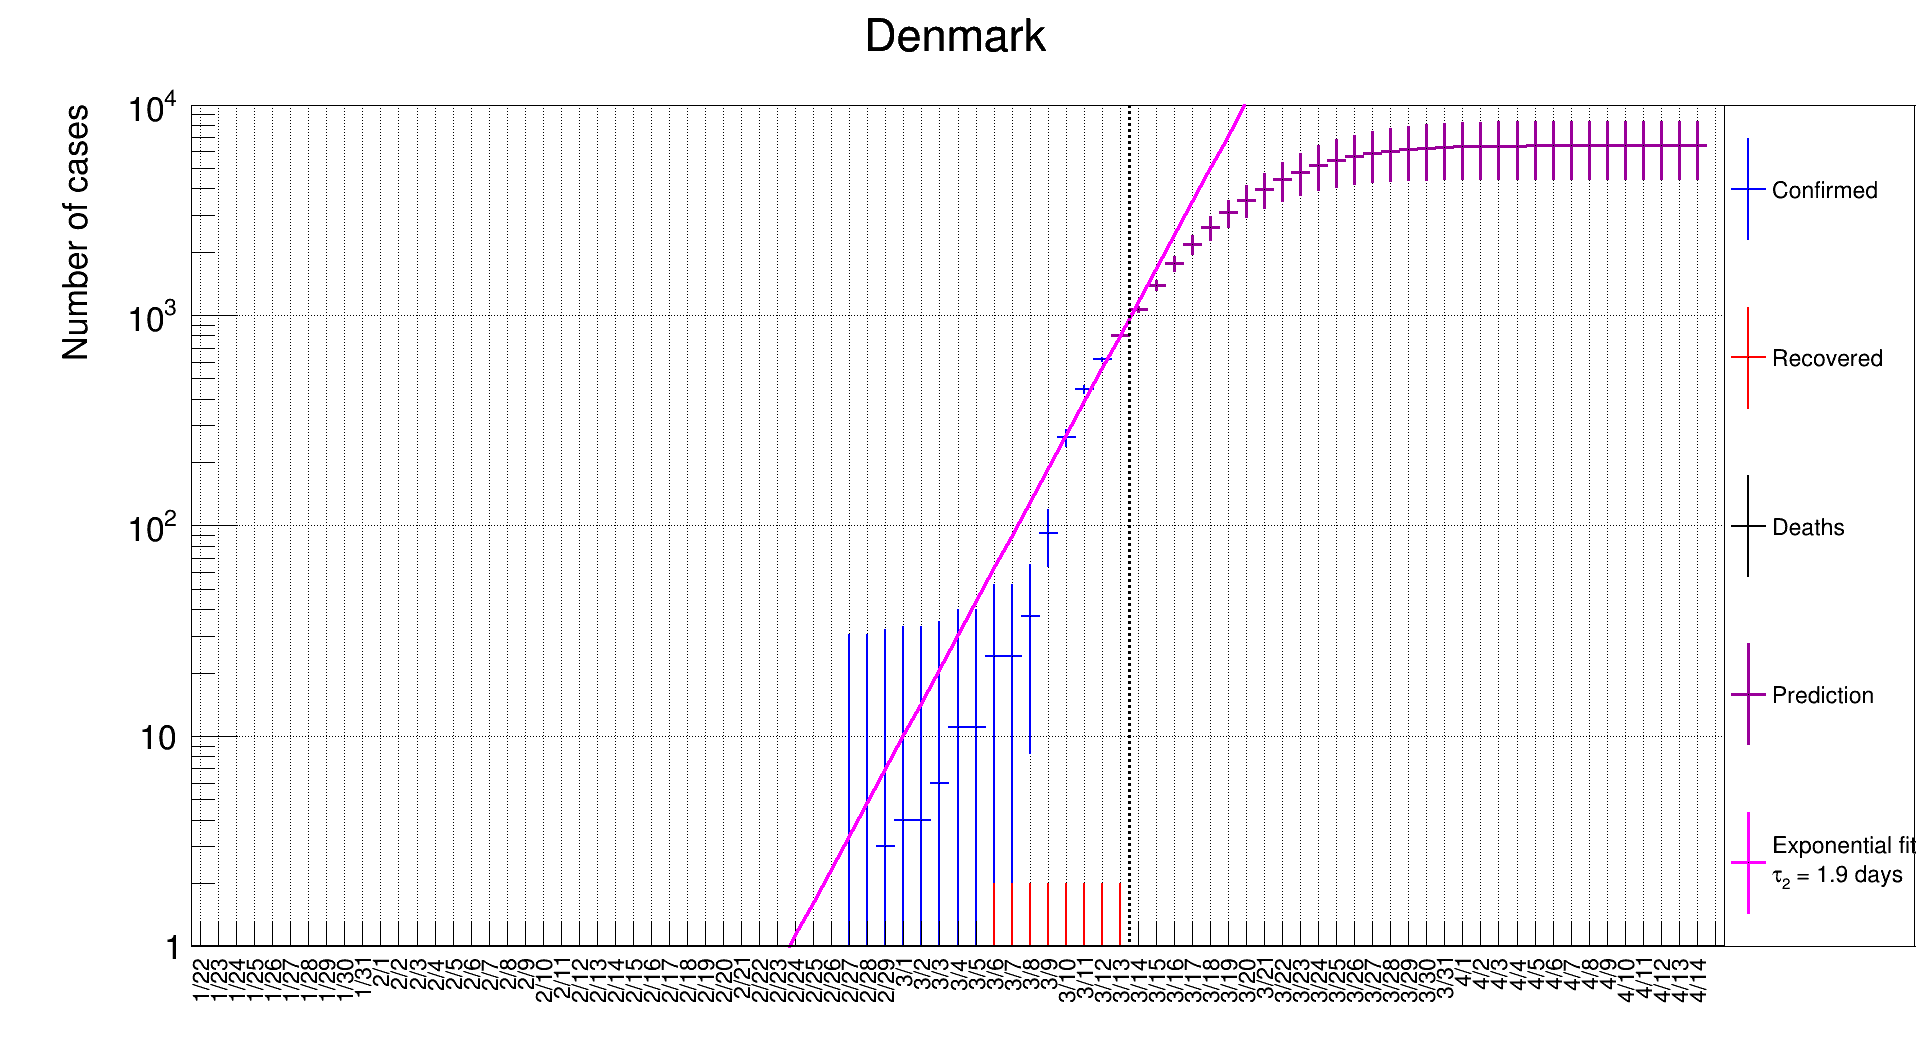 Denmark
Number of cases
10^4
10^3
10^2
10
1
1/22 1/23 1/24 1/25 1/26 1/27 1/28 1/29 1/30 1/31 2/1 2/2 2/3 2/4 2/5 2/6 2/7 2/8 2/9 2/10 2/11 2/12 2/13 2/14 2/15 2/16 2/17 2/18 2/19 2/20 2/21 2/22 2/23 2/24 2/25 2/26 2/27 2/28 2/29 3/1 3/2 3/3 3/4 3/5 3/6 3/7 3/8 3/9 3/10 3/11 3/12 3/13 3/14 3/15 3/16 3/17 3/18 3/19 3/20 3/21 3/22 3/23 3/24 3/25 3/26 3/27 3/28 3/29 3/30 3/31 4/1 4/2 4/3 4/4 4/5 4/6 4/7 4/8 4/9 4/10 4/11 4/12 4/13 4/14
Confirmed
Recovered
Deaths
Prediction
Exponential fit
τ₂ = 1.9 days